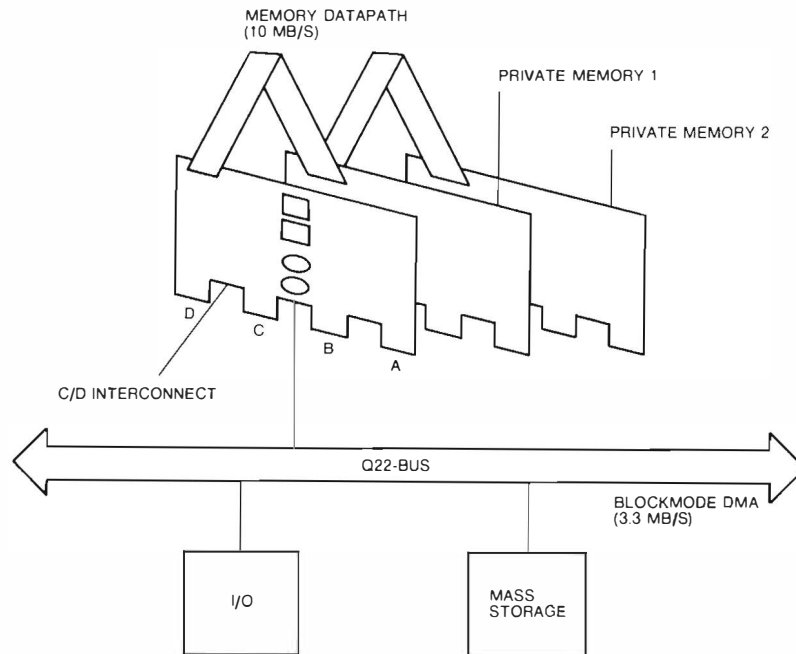 MEMORY DATAPATH
(10 MB/S)
PRIVATE MEMORY 1
PRIVATE MEMORY 2
D
C
B
A
C/D INTERCONNECT
Q22-BUS
BLOCKMODE DMA
(3.3 MB/S)
I/O
MASS
STORAGE